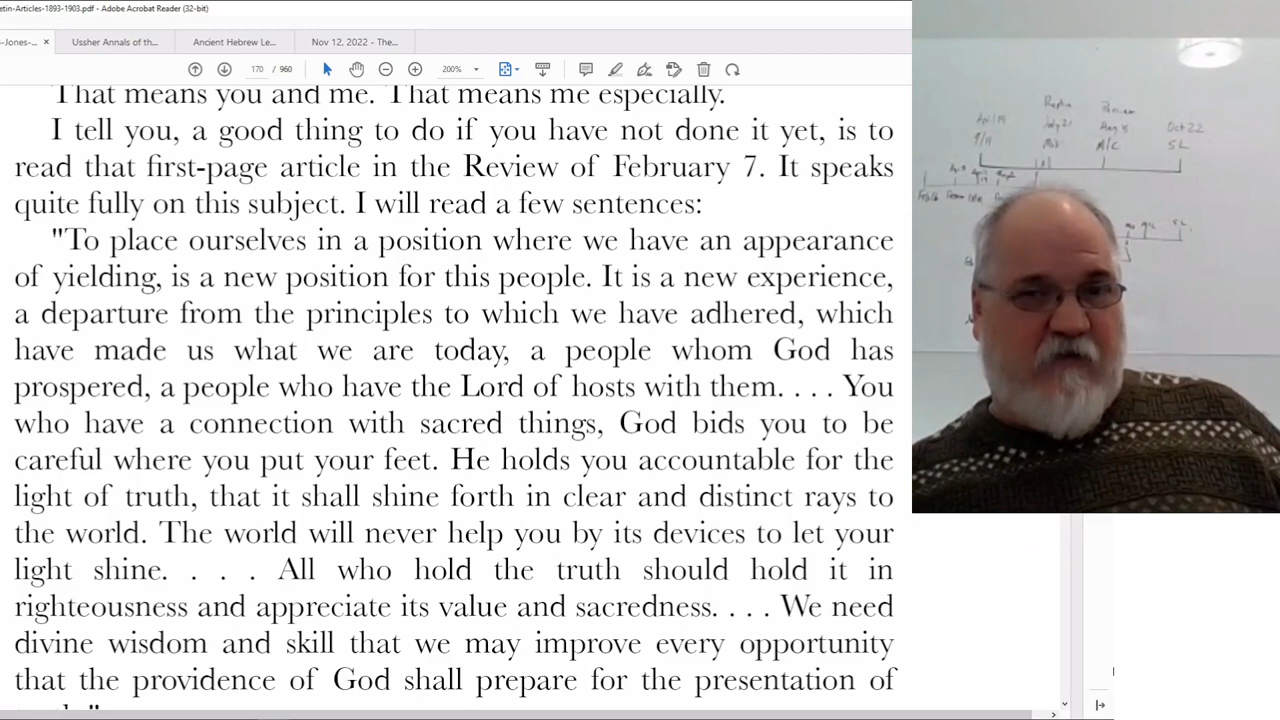 etin-Articles-1893-1903.pdf - Adobe Acrobat Reader (32-bit)
-Jones-... × Ussher Annals of th... Ancient Hebrew Le... Nov 12, 2022 - The...
170 / 960 200%
That means you and me. That means me especially.
I tell you, a good thing to do if you have not done it yet, is to
read that first-page article in the Review of February 7. It speaks
quite fully on this subject. I will read a few sentences:
"To place ourselves in a position where we have an appearance
of yielding, is a new position for this people. It is a new experience,
a departure from the principles to which we have adhered, which
have made us what we are today, a people whom God has
prospered, a people who have the Lord of hosts with them. . . . You
who have a connection with sacred things, God bids you to be
careful where you put your feet. He holds you accountable for the
light of truth, that it shall shine forth in clear and distinct rays to
the world. The world will never help you by its devices to let your
light shine. . . . All who hold the truth should hold it in
righteousness and appreciate its value and sacredness. . . . We need
divine wisdom and skill that we may improve every opportunity
that the providence of God shall prepare for the presentation of
April 19 July 21 Aug 15 Oct 22
9/11 M/C SL